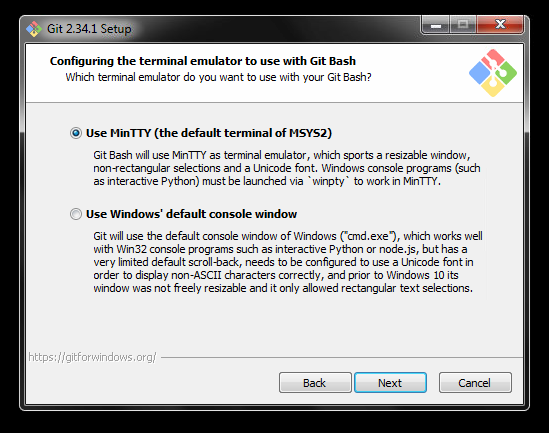 Git 2.34.1 Setup
Configuring the terminal emulator to use with Git Bash
Which terminal emulator do you want to use with your Git Bash?
Use MinTTY (the default terminal of MSYS2)
Git Bash will use MinTTY as terminal emulator, which sports a resizable window,
non-rectangular selections and a Unicode font. Windows console programs (such
as interactive Python) must be launched via `winpty` to work in MinTTY.
Use Windows' default console window
Git will use the default console window of Windows ("cmd.exe"), which works well
with Win32 console programs such as interactive Python or node.js, but has a
very limited default scroll-back, needs to be configured to use a Unicode font in
order to display non-ASCII characters correctly, and prior to Windows 10 its
window was not freely resizable and it only allowed rectangular text selections.
https://gitforwindows.org/
Back
Next
Cancel